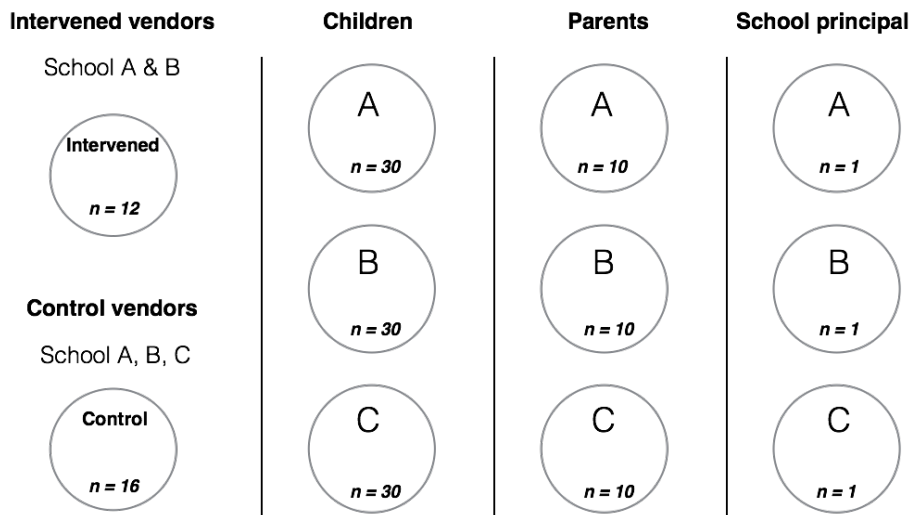 Intervened vendors
School A & B
Intervened
n = 12
Control vendors
School A, B, C
Control
n = 16
Children
A
n = 30
B
n = 30
C
n = 30
Parents
A
n = 10
B
n = 10
C
n = 10
School principal
A
n = 1
B
n = 1
C
n = 1